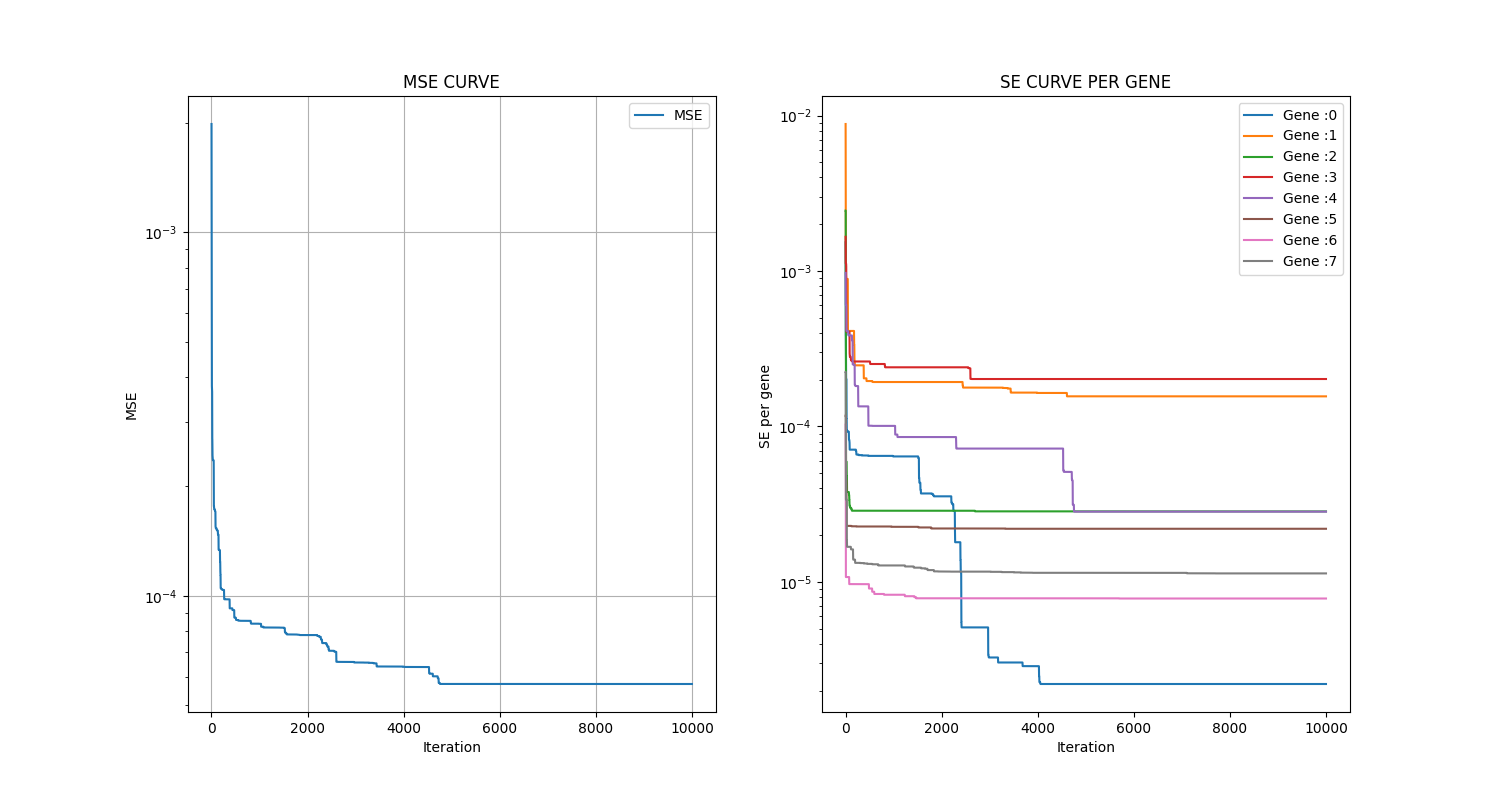 MSE CURVE
MSE
10⁻³
10⁻⁴
MSE
0 2000 4000 6000 8000 10000
Iteration
SE CURVE PER GENE
Gene :0
Gene :1
Gene :2
Gene :3
Gene :4
Gene :5
Gene :6
Gene :7
10⁻²
10⁻³
10⁻⁴
10⁻⁵
SE per gene
0 2000 4000 6000 8000 10000
Iteration